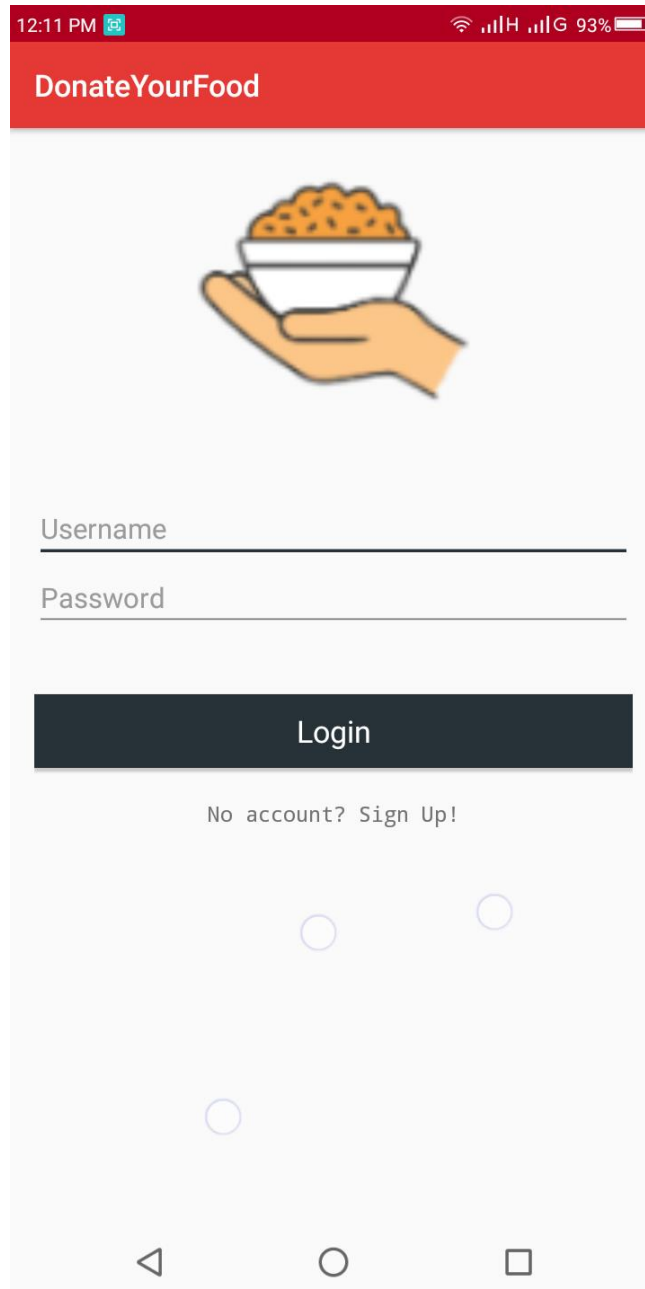 12:11 PM H G 93%
DonateYourFood
Username
Password
Login
No account? Sign Up!